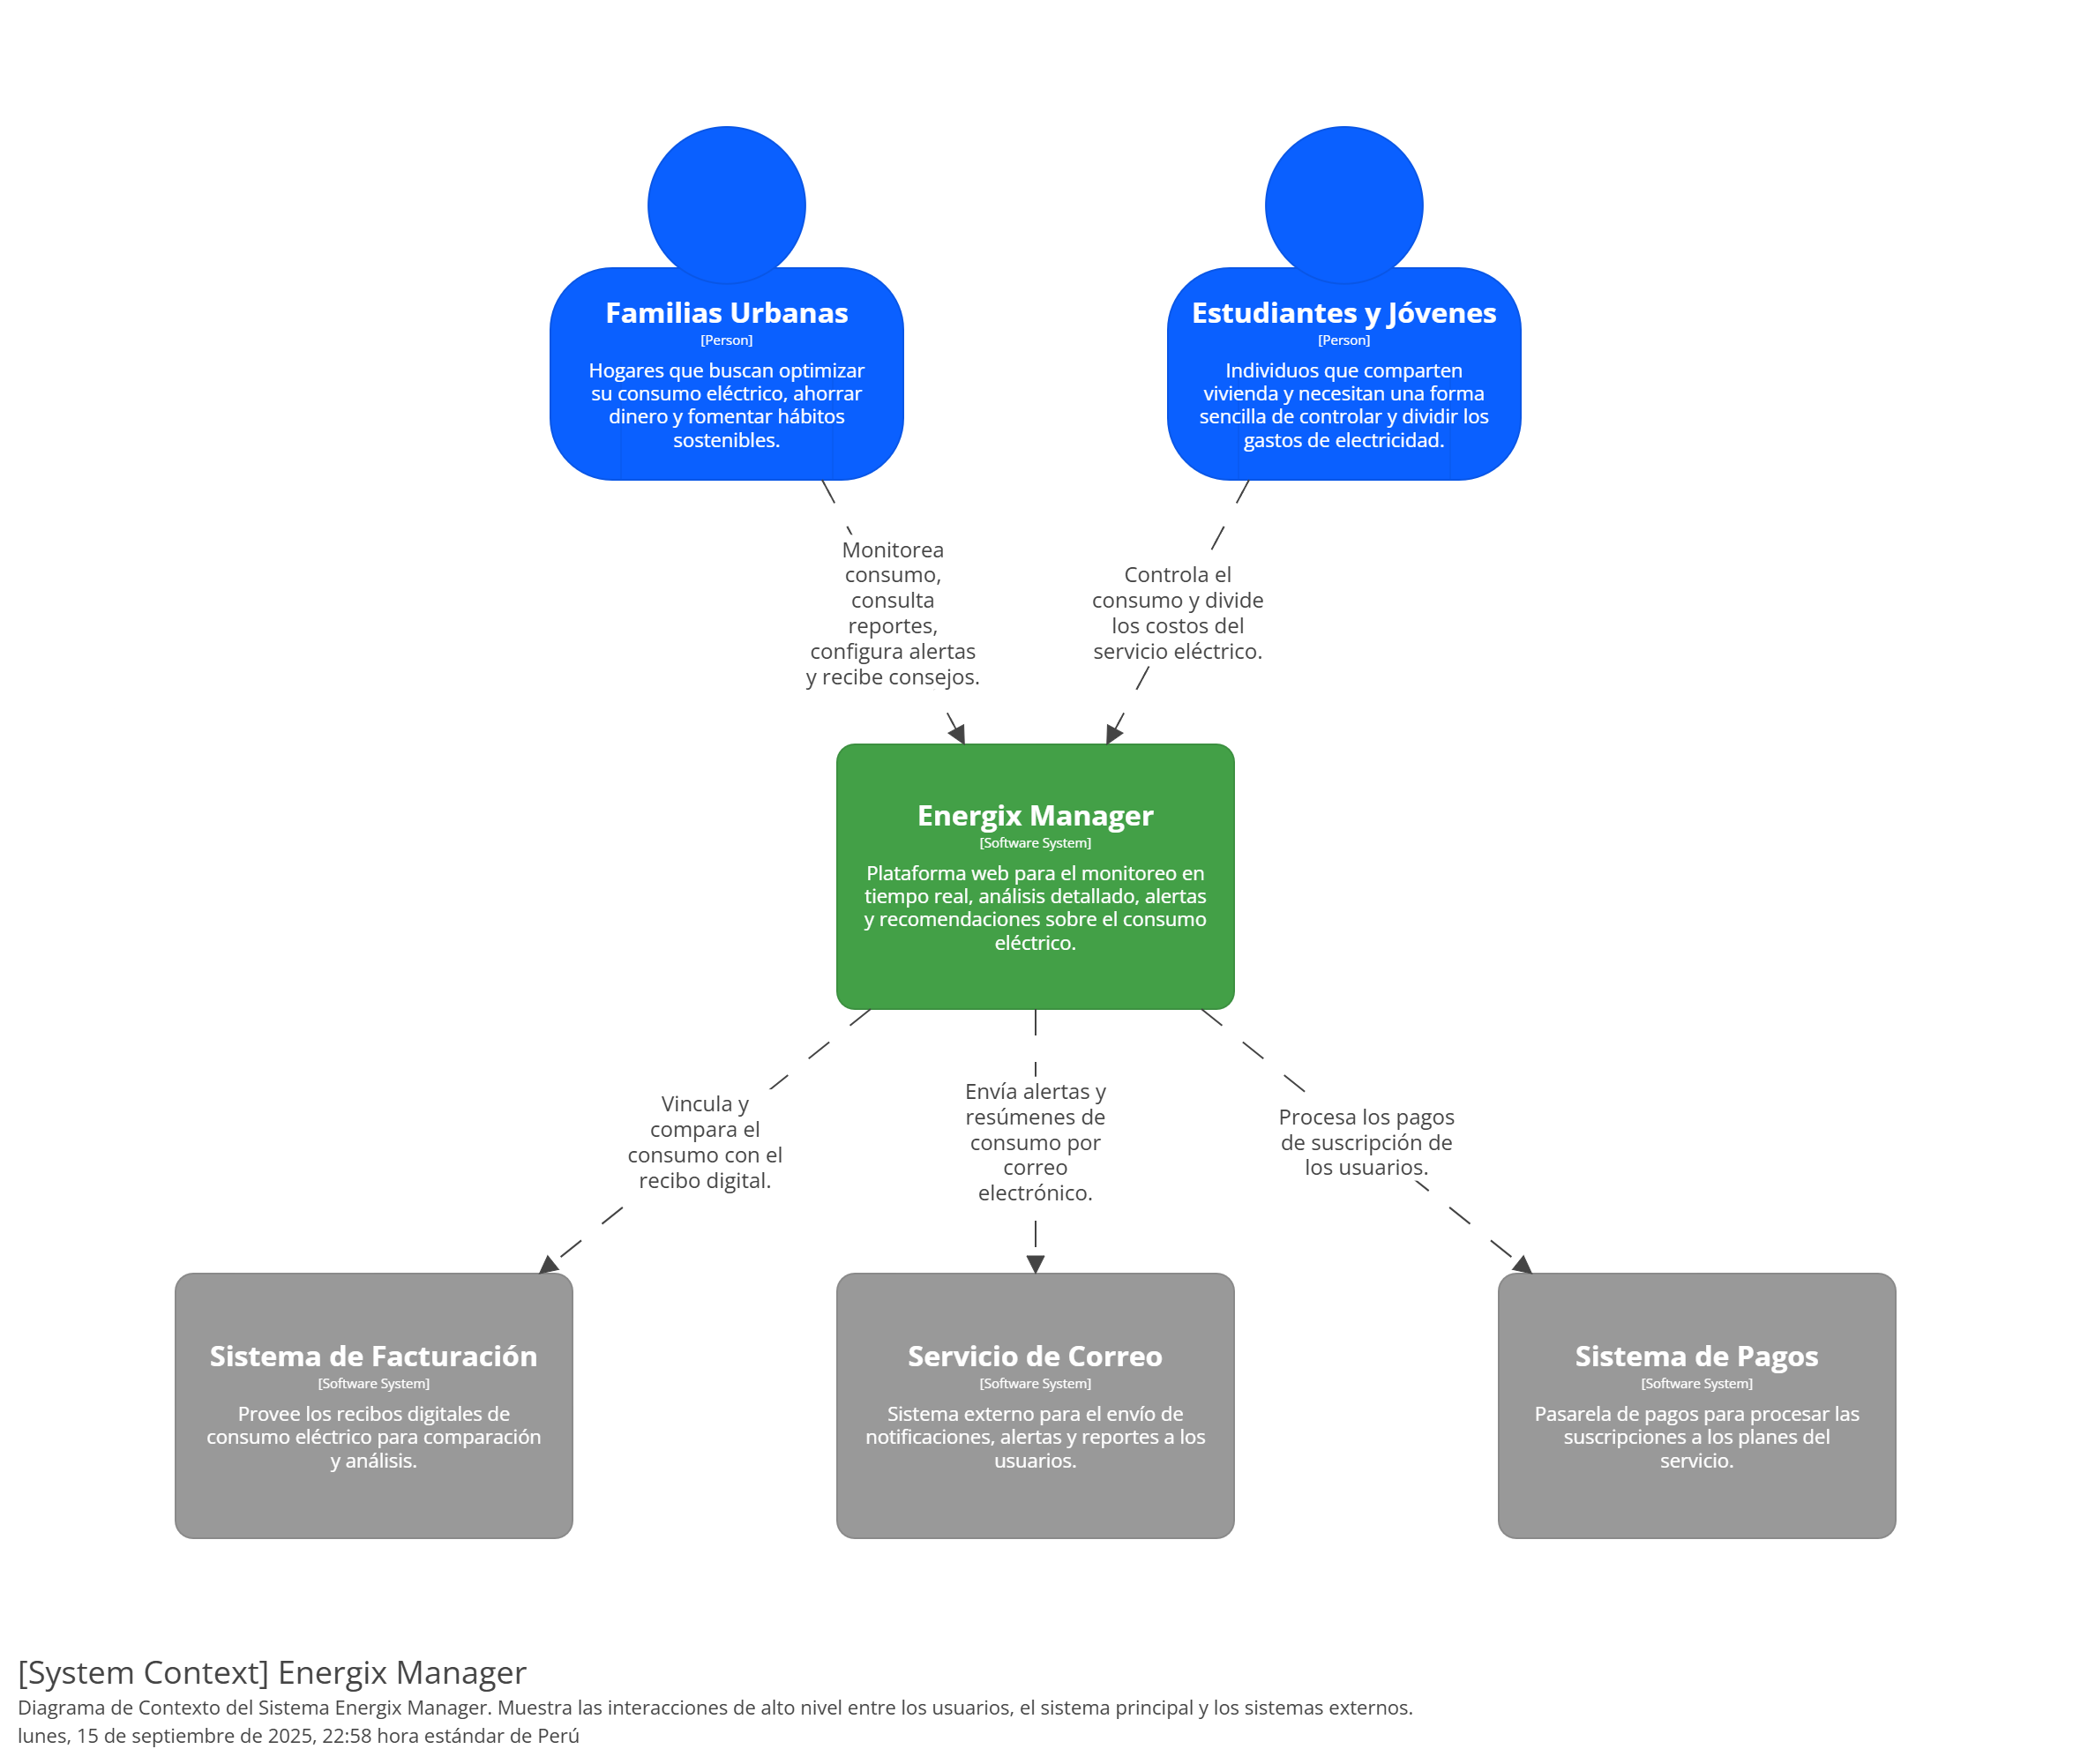 Familias Urbanas
[Person]
Hogares que buscan optimizar
su consumo eléctrico, ahorrar
dinero y fomentar hábitos
sostenibles.
Estudiantes y Jóvenes
[Person]
Individuos que comparten
vivienda y necesitan una forma
sencilla de controlar y dividir los
gastos de electricidad.
Monitorea
consumo,
consulta
reportes,
configura alertas
y recibe consejos.
Controla el
consumo y divide
los costos del
servicio eléctrico.
Energix Manager
[Software System]
Plataforma web para el monitoreo en
tiempo real, análisis detallado, alertas
y recomendaciones sobre el consumo
eléctrico.
Vincula y
compara el
consumo con el
recibo digital.
Envía alertas y
resúmenes de
consumo por
correo
electrónico.
Procesa los pagos
de suscripción de
los usuarios.
Sistema de Facturación
[Software System]
Provee los recibos digitales de
consumo eléctrico para comparación
y análisis.
Servicio de Correo
[Software System]
Sistema externo para el envío de
notificaciones, alertas y reportes a los
usuarios.
Sistema de Pagos
[Software System]
Pasarela de pagos para procesar las
suscripciones a los planes del
servicio.
[System Context] Energix Manager
Diagrama de Contexto del Sistema Energix Manager. Muestra las interacciones de alto nivel entre los usuarios, el sistema principal y los sistemas externos.
lunes, 15 de septiembre de 2025, 22:58 hora estándar de Perú